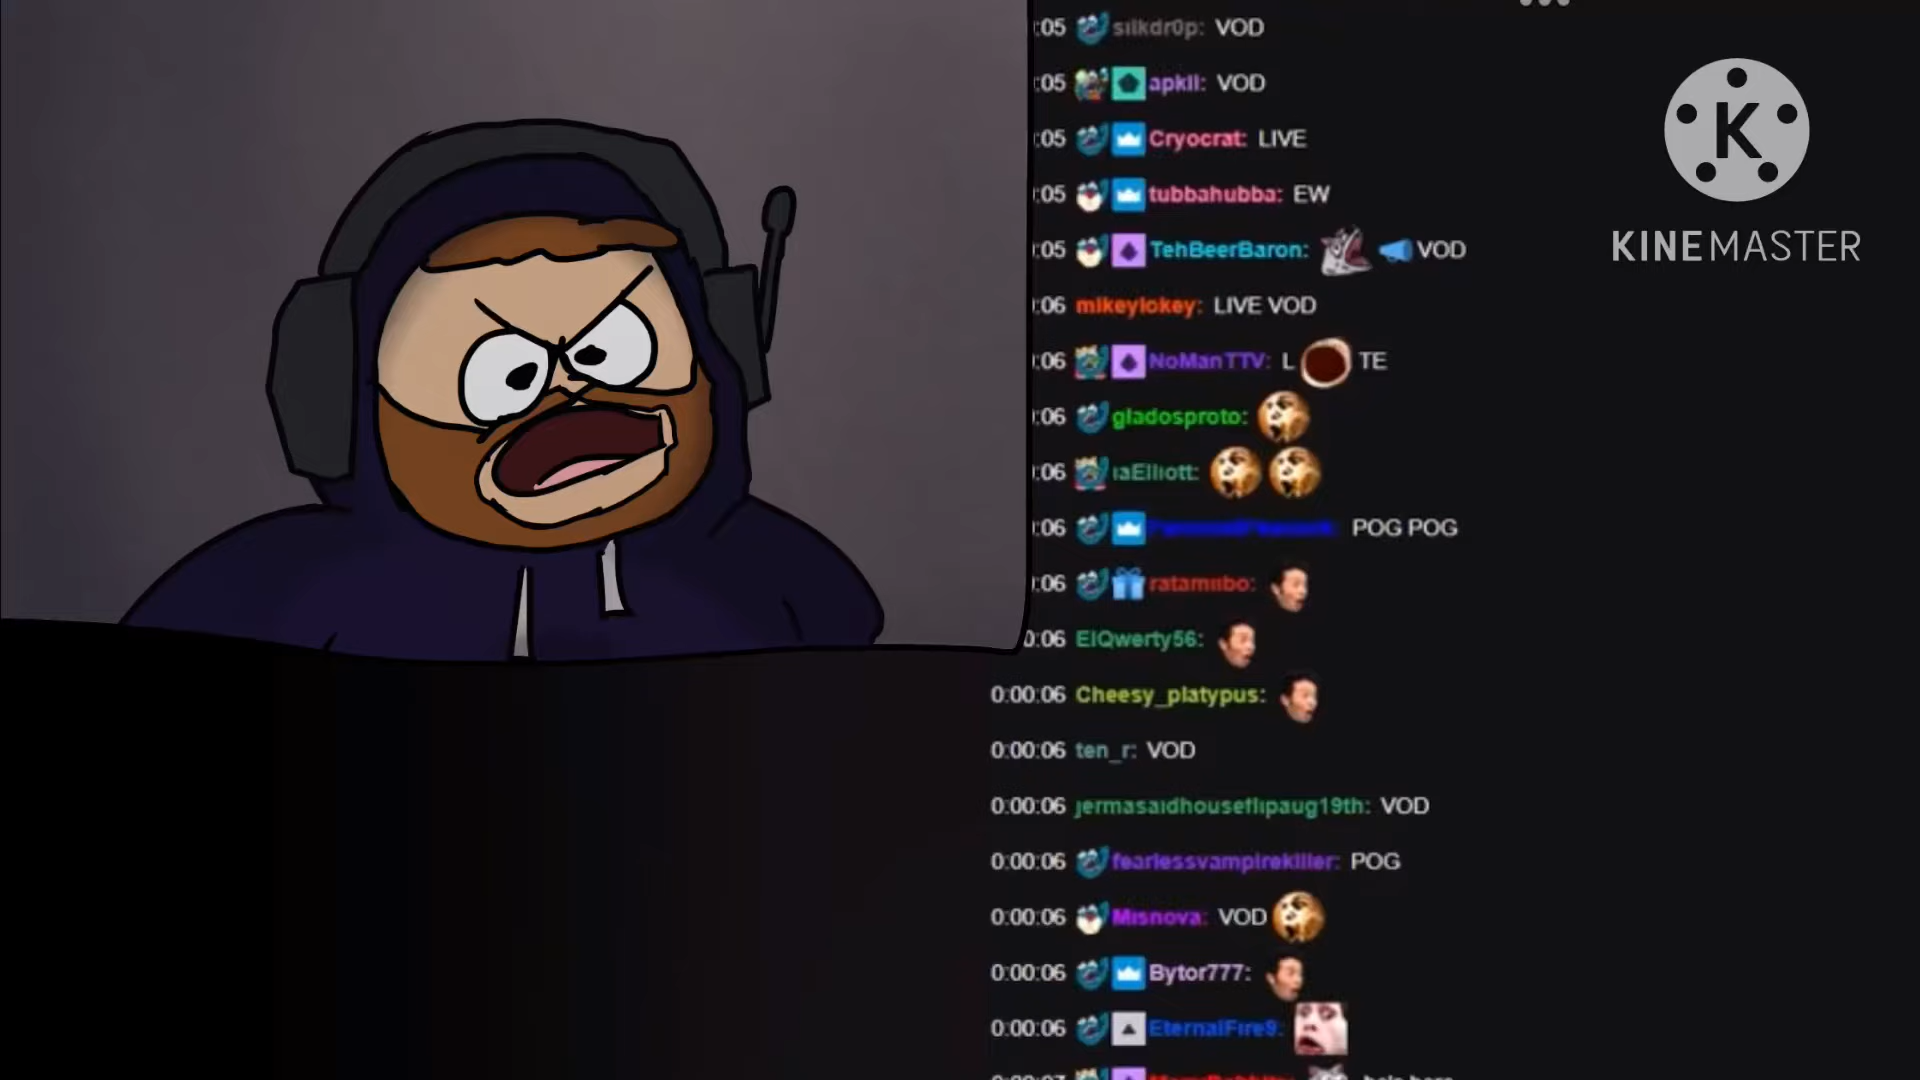 :05 silkdr0p: VOD
:05 apkll: VOD
:05 Cryocrat: LIVE
:05 tubbahubba: EW
:05 TehBeerBaron: VOD
:06 mikeylokey: LIVE VOD
:06 NoManTTV: L TE
:06 gladosproto:
:06 iaElliott:
:06 POG POG
:06 ratamiibo:
0:06 ElQwerty56:
0:00:06 Cheesy_platypus:
0:00:06 ten_r: VOD
0:00:06 jermasaidhouseflipaug19th: VOD
0:00:06 fearlessvampirekiller: POG
0:00:06 Misnova: VOD
0:00:06 Bytor777:
0:00:06 EternalFire9:
K
KINEMASTER